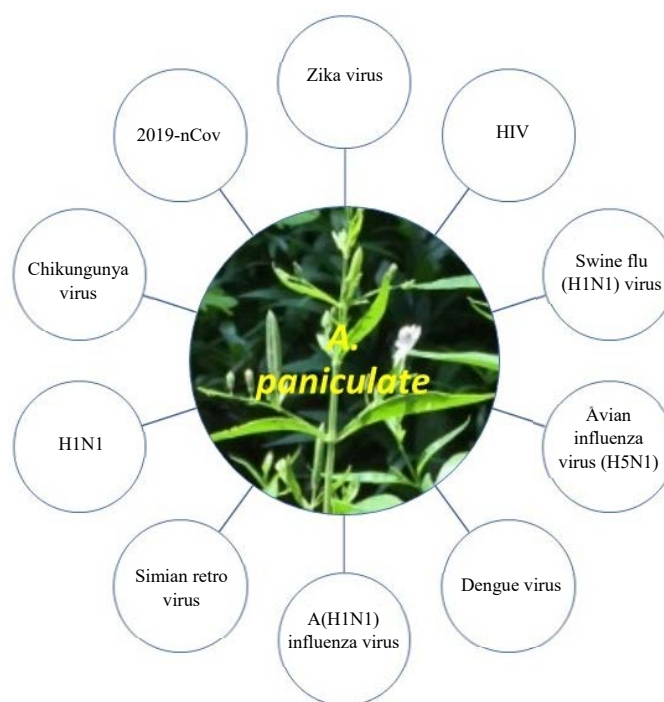 Zika virus
HIV
2019-nCov
Swine flu
(H1N1) virus
Chikungunya
virus
A.
paniculate
Avian
influenza
virus (H5N1)
H1N1
Simian retro
virus
Dengue virus
A(H1N1)
influenza virus